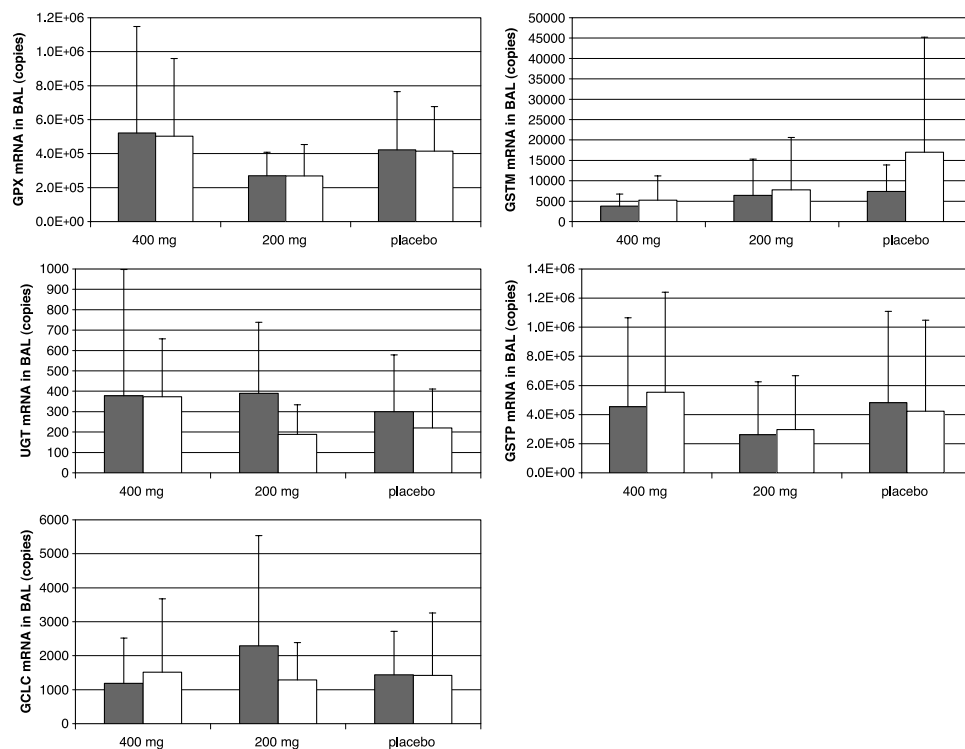 GPX mRNA in BAL (copies)
1.2E+06
1.0E+06
8.0E+05
6.0E+05
4.0E+05
2.0E+05
0.0E+00
400 mg 200 mg placebo
GSTM mRNA in BAL (copies)
50000
45000
40000
35000
30000
25000
20000
15000
10000
5000
0
400 mg 200 mg placebo
UGT mRNA in BAL (copies)
1000
900
800
700
600
500
400
300
200
100
0
400 mg 200 mg placebo
GSTP mRNA in BAL (copies)
1.4E+06
1.2E+06
1.0E+06
8.0E+05
6.0E+05
4.0E+05
2.0E+05
0.0E+00
400 mg 200 mg placebo
GCLC mRNA in BAL (copies)
6000
5000
4000
3000
2000
1000
0
400 mg 200 mg placebo